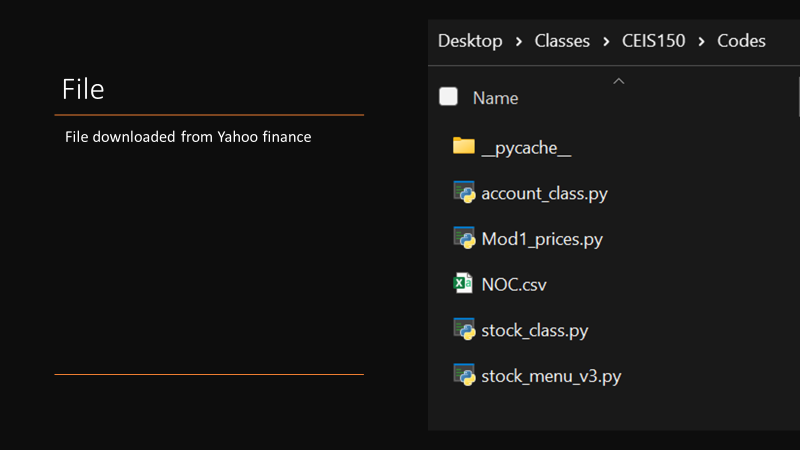 File
File downloaded from Yahoo finance
Desktop > Classes > CEIS150 > Codes
Name
__pycache__
account_class.py
Mod1_prices.py
NOC.csv
stock_class.py
stock_menu_v3.py